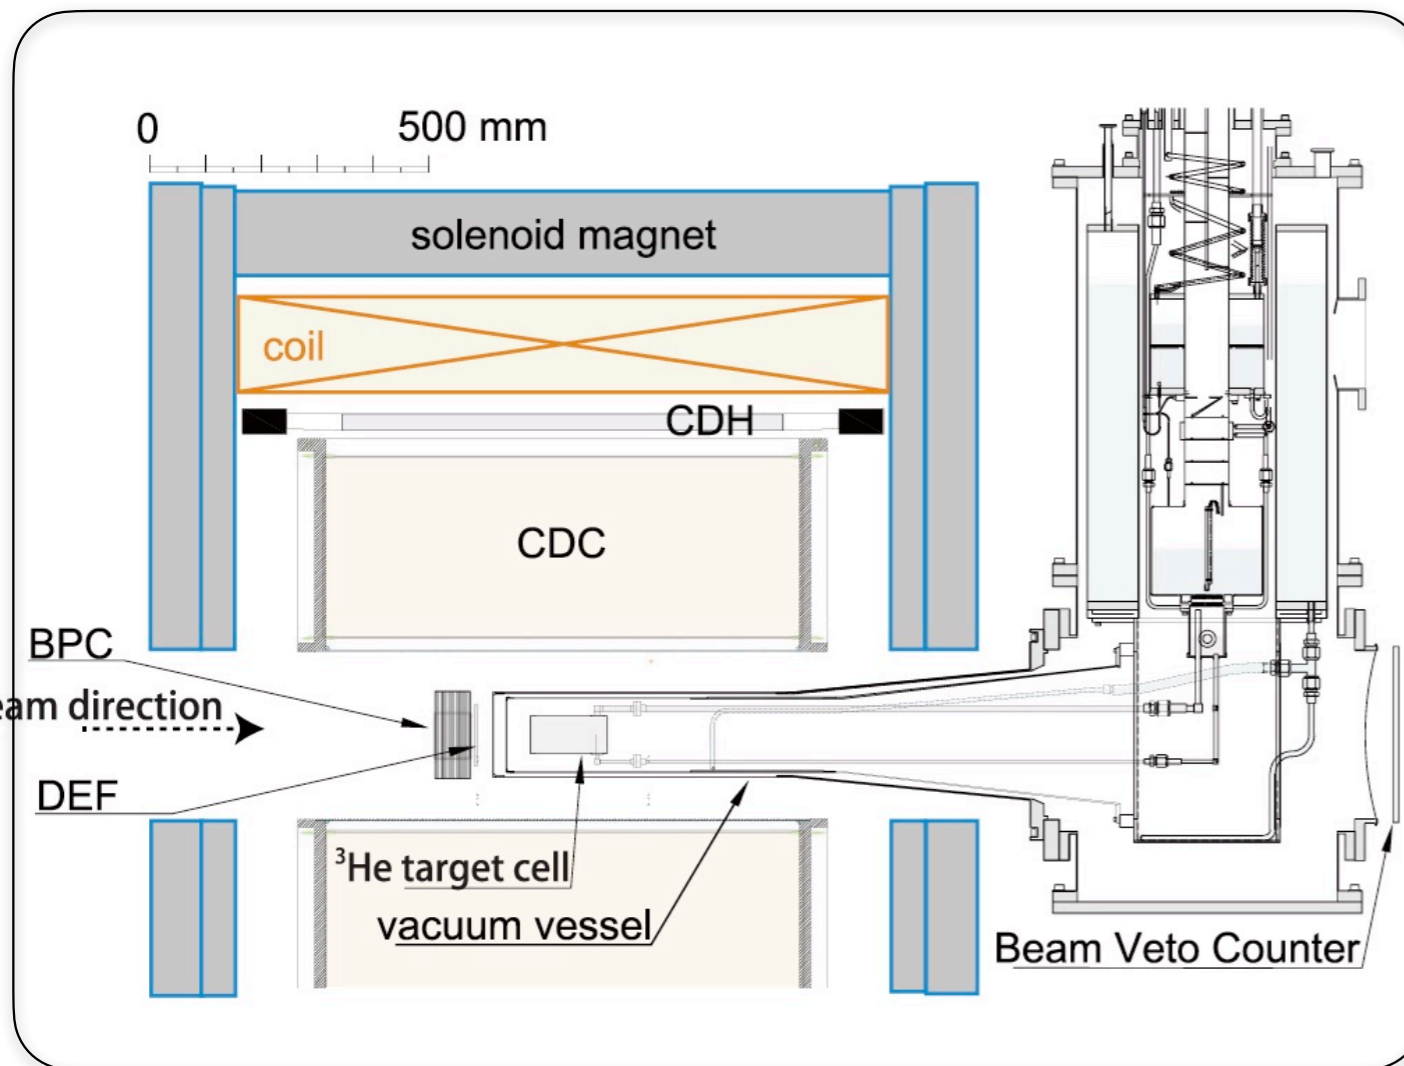 0 500 mm
solenoid magnet
coil
CDH
CDC
BPC
eam direction
DEF
³He target cell
vacuum vessel
Beam Veto Counter